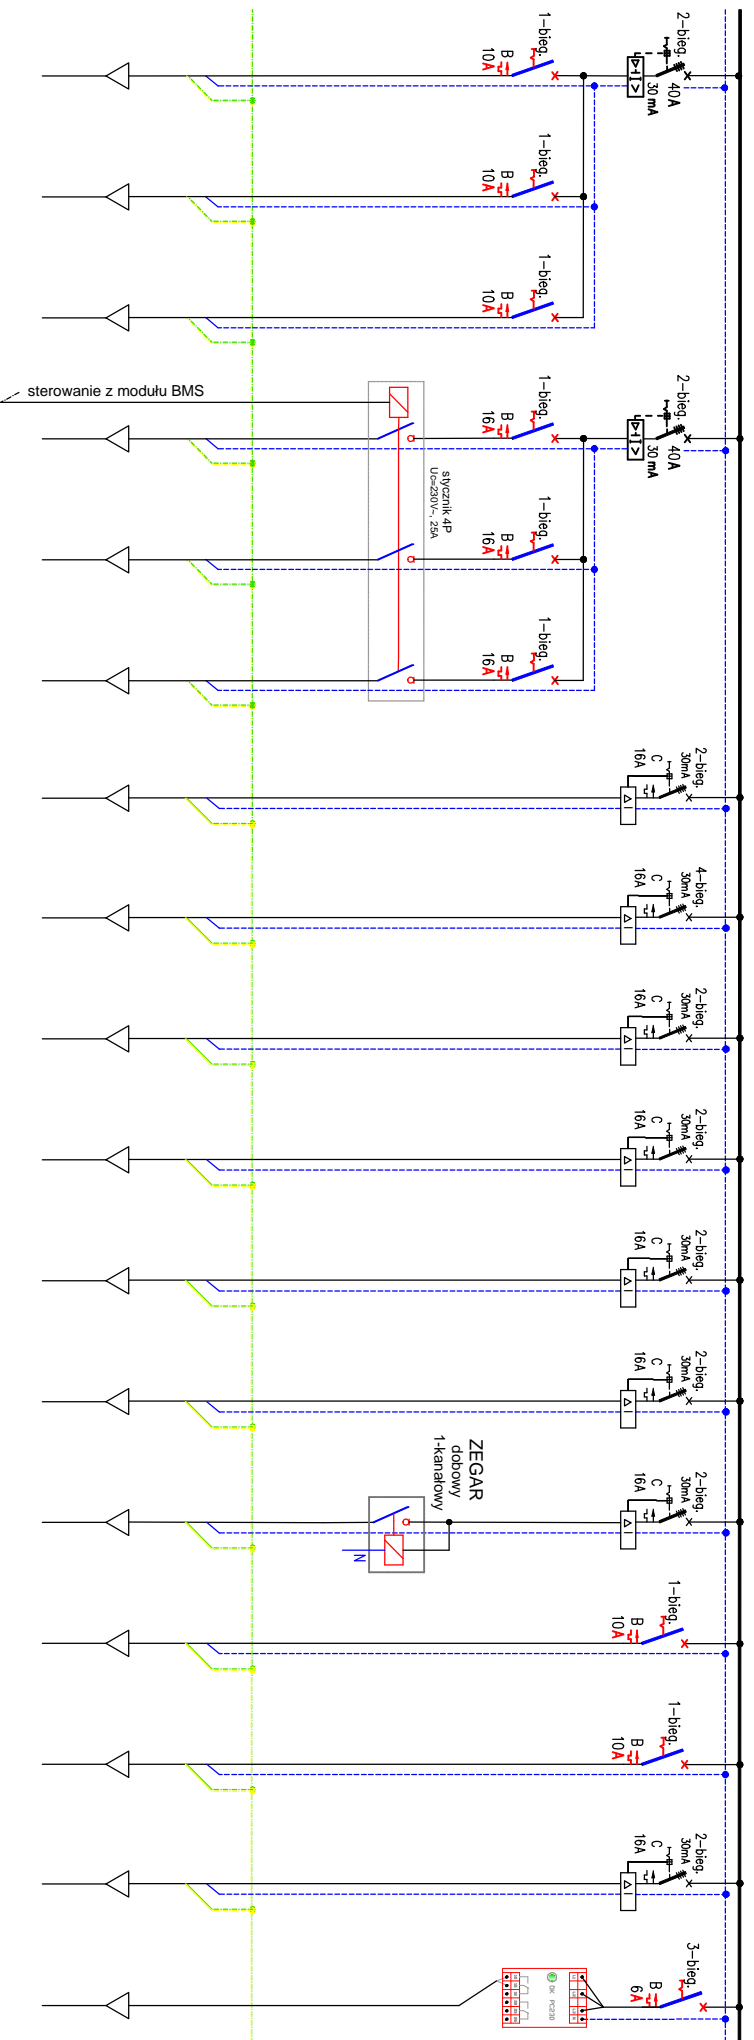 2-bieg.
40A
30 mA
1-bieg.
B
10A
1-bieg.
B
10A
1-bieg.
B
10A
sterowanie z modułu BMS
2-bieg.
40A
30 mA
1-bieg.
B
16A
stycznik 4P
Uc=230V~, 25A
1-bieg.
B
16A
1-bieg.
B
16A
2-bieg.
30mA
C
16A
4-bieg.
30mA
C
16A
2-bieg.
30mA
C
16A
2-bieg.
30mA
C
16A
2-bieg.
30mA
C
16A
2-bieg.
30mA
C
16A
ZEGAR
dobowy
1-kanałowy
N
2-bieg.
30mA
C
16A
1-bieg.
B
10A
1-bieg.
B
10A
2-bieg.
30mA
C
16A
3-bieg.
B
6A
OK PC230